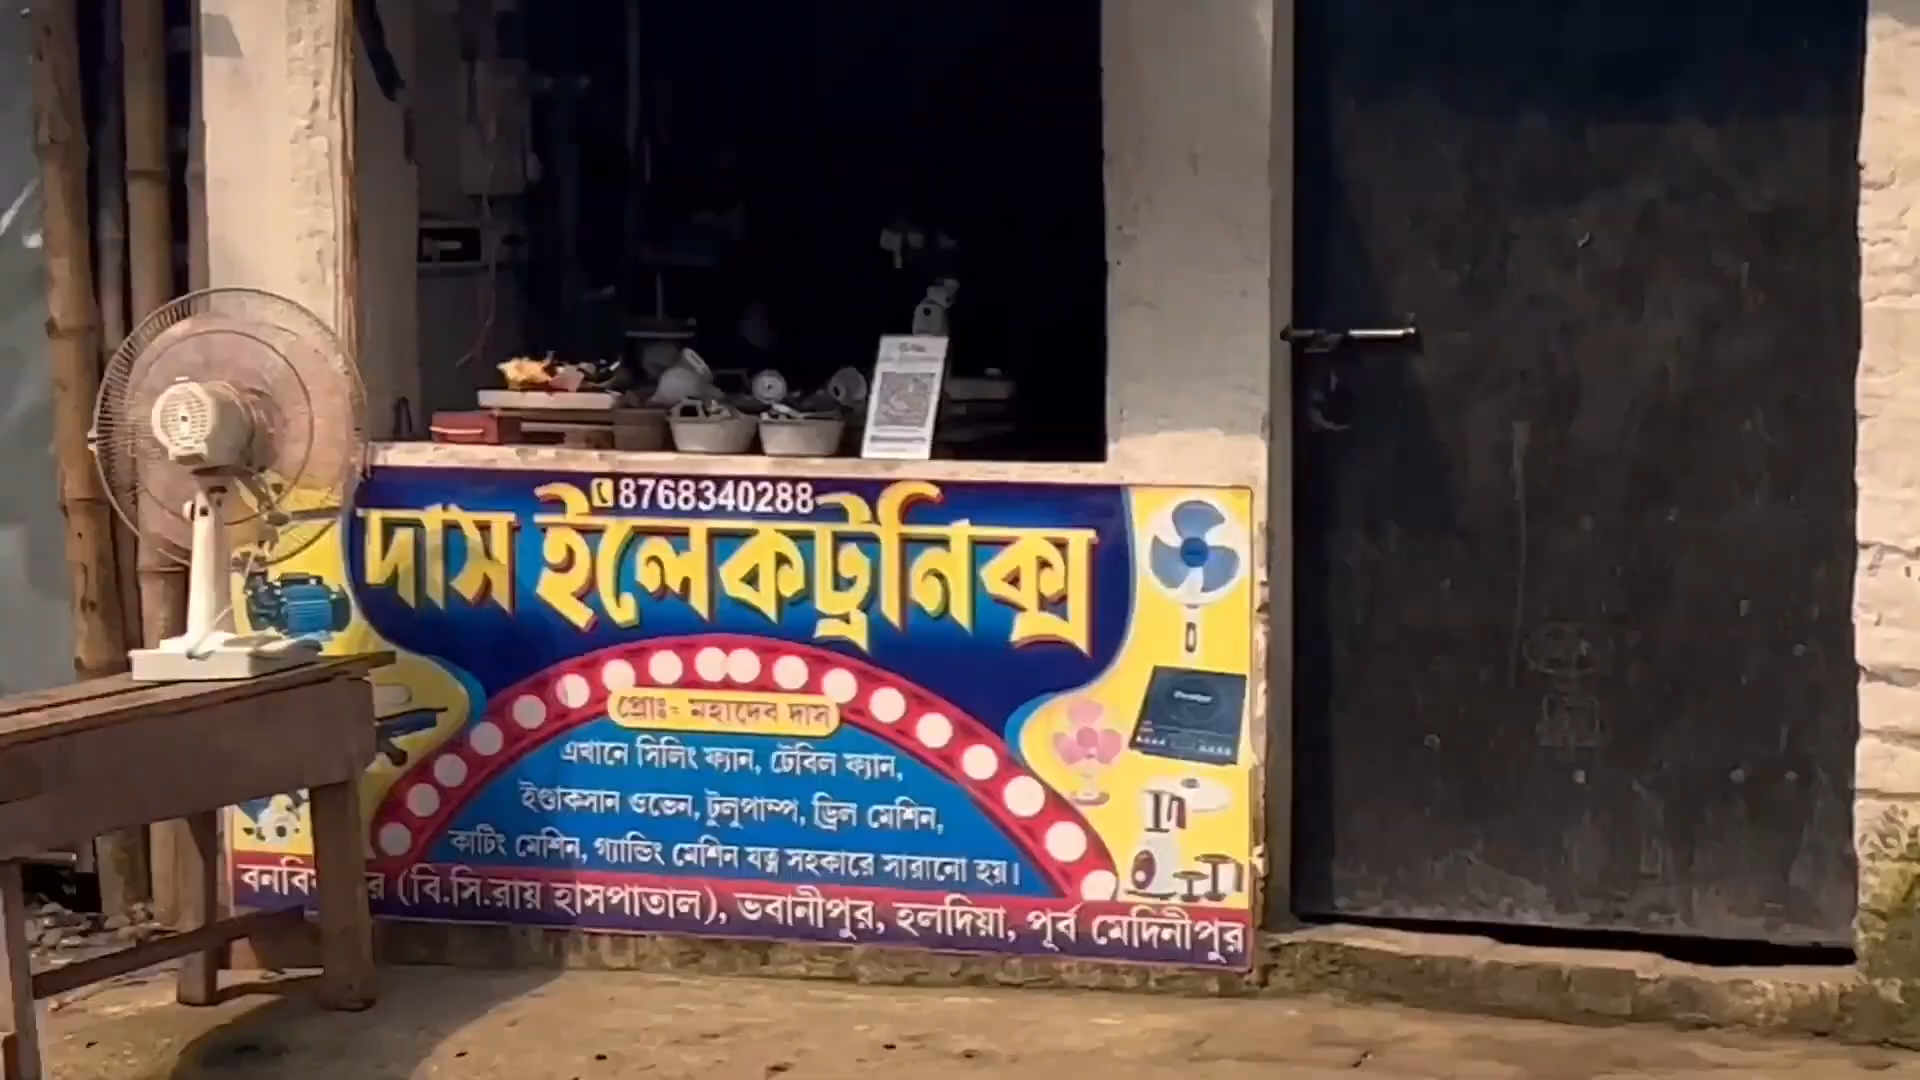 8768340288
দাস ইলেকট্রনিক্স
প্রোঃ- মহাদেব দাস
এখানে সিলিং ফ্যান, টেবিল ফ্যান,
ইণ্ডাকসান ওভেন, টুলুপাম্প, ড্রিল মেশিন,
কাটিং মেশিন, গ্যান্ডিং মেশিন যত্ন সহকারে সারানো হয়।
(বি.সি.রায় হাসপাতাল), ভবানীপুর, হলদিয়া, পূর্ব মেদিনীপুর